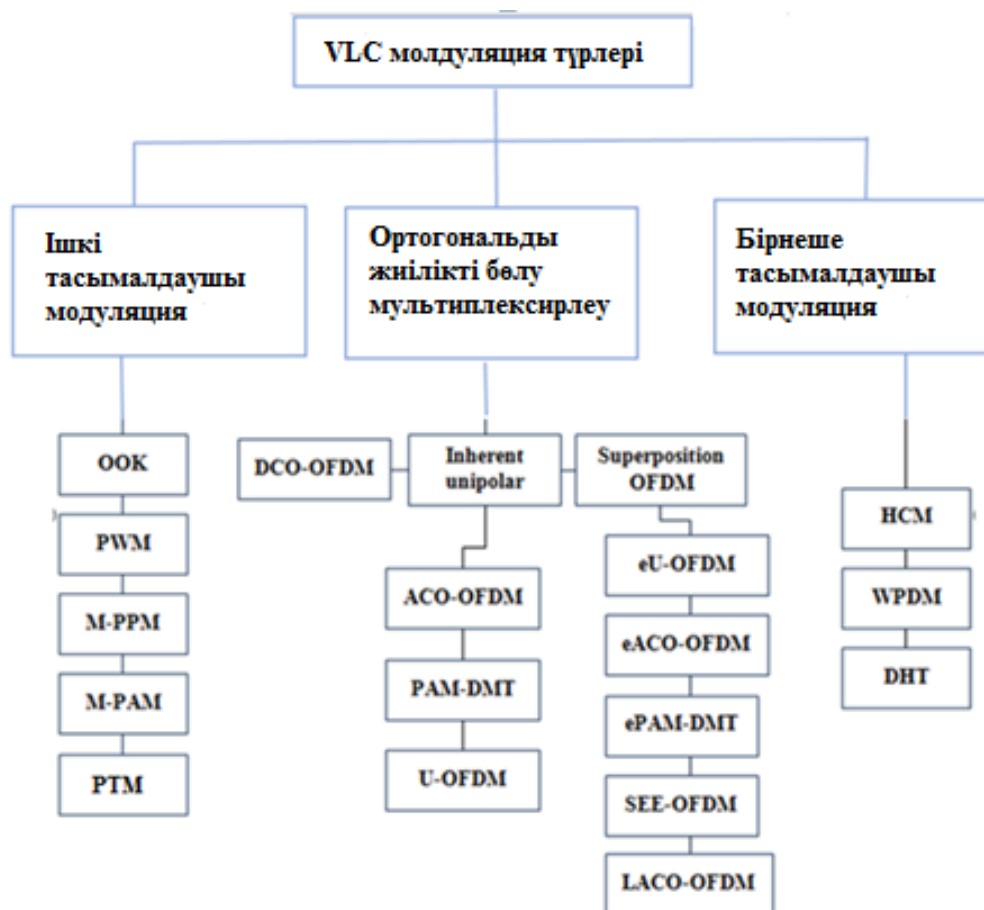 VLC молдуляция түрлері
Ішкі
тасымалдаушы
модуляция
Ортогональды
жиілікті бөлу
мультиплексирлеу
Бірнеше
тасымалдаушы
модуляция
OOK
PWM
M-PPM
M-PAM
PTM
DCO-OFDM
Inherent
unipolar
ACO-OFDM
PAM-DMT
U-OFDM
Superposition
OFDM
eU-OFDM
eACO-OFDM
ePAM-DMT
SEE-OFDM
LACO-OFDM
HCM
WPDM
DHT